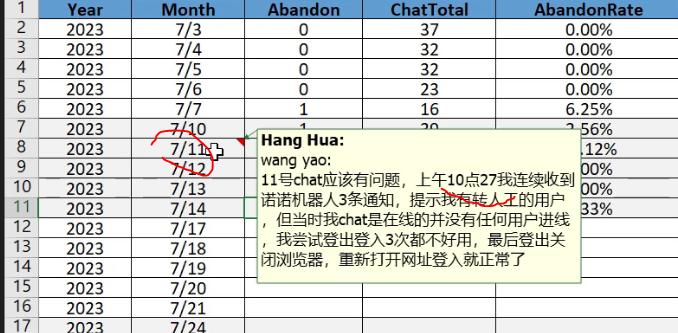 1 Year Month Abandon ChatTotal AbandonRate
2 2023 7/3 0 37 0.00%
3 2023 7/4 0 32 0.00%
4 2023 7/5 0 32 0.00%
5 2023 7/6 0 23 0.00%
6 2023 7/7 1 16 6.25%
7 2023 7/10 2.56%
8 2023 7/11 12%
9 2023 7/12 00%
10 2023 7/13 00%
11 2023 7/14 33%
12 2023 7/17
13 2023 7/18
14 2023 7/19
15 2023 7/20
16 2023 7/21
17 2023 7/24
Hang Hua:
wang yao:
11号chat应该有问题，上午10点27我连续收到
诺诺机器人3条通知，提示我有转人工的用户
，但当时我chat是在线的并没有任何用户进线
，我尝试登出登入3次都不好用，最后登出关
闭浏览器，重新打开网址登入就正常了